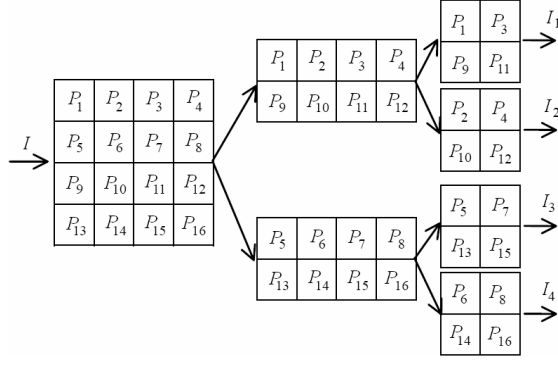 I
P1 P2 P3 P4
P5 P6 P7 P8
P9 P10 P11 P12
P13 P14 P15 P16
P1 P2 P3 P4
P9 P10 P11 P12
P5 P6 P7 P8
P13 P14 P15 P16
P1 P3
P9 P11
I1
P2 P4
P10 P12
I2
P5 P7
P13 P15
I3
P6 P8
P14 P16
I4